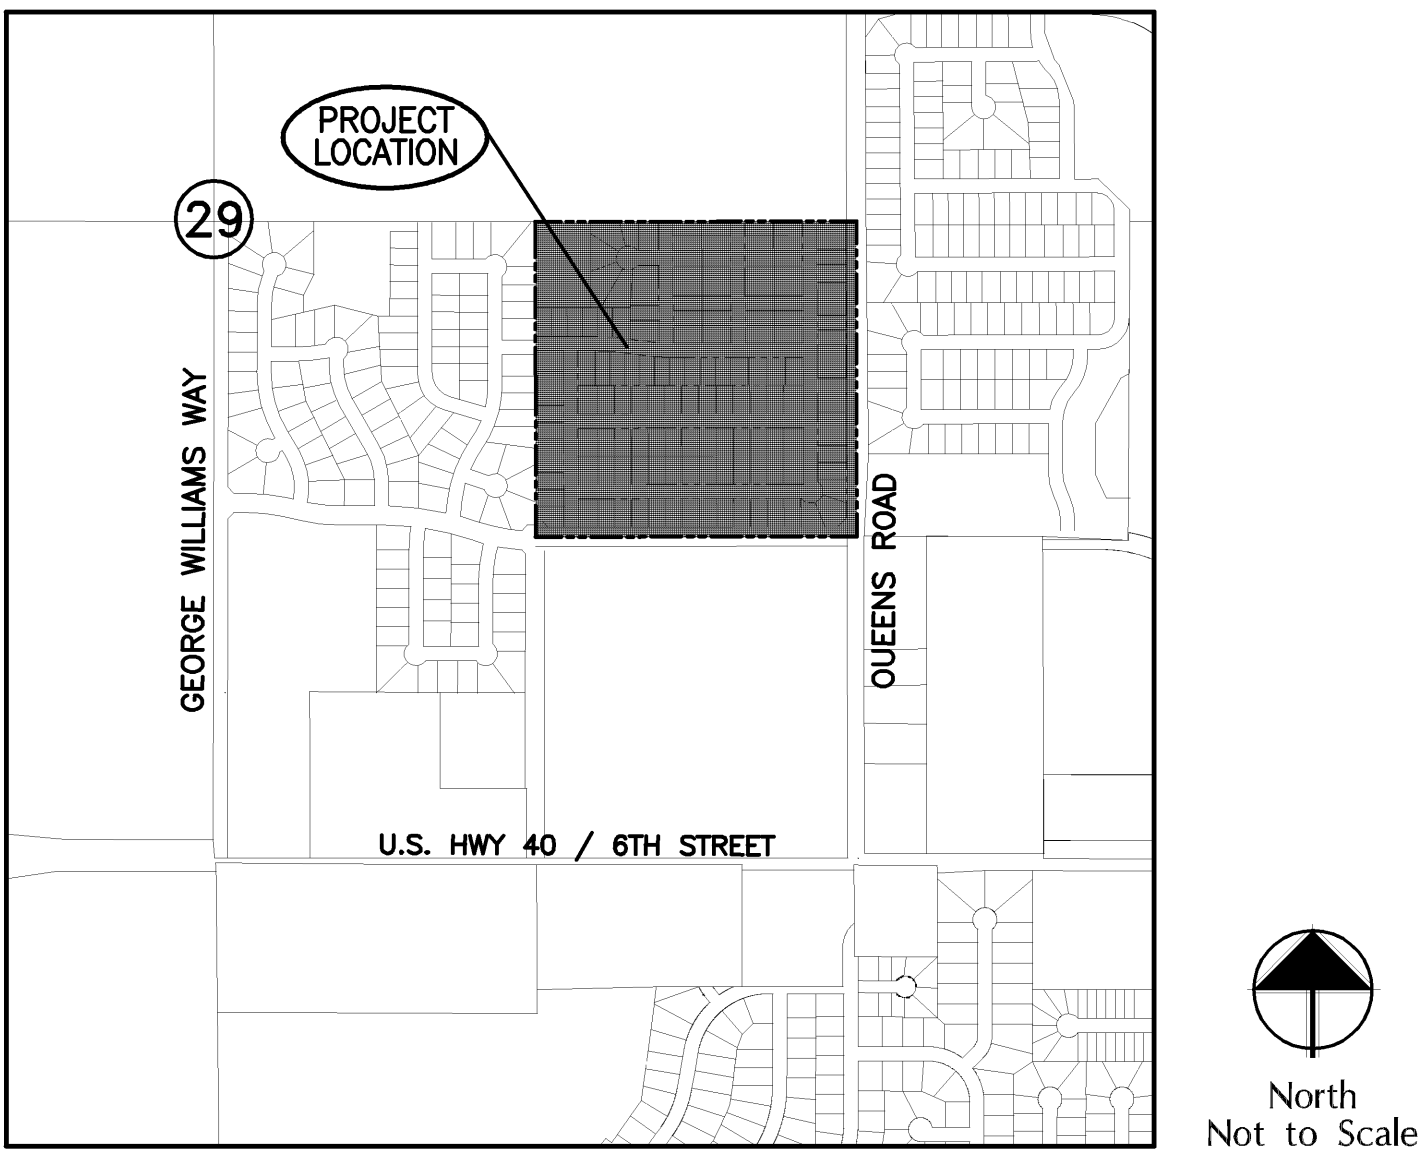 PROJECT
LOCATION
29
GEORGE WILLIAMS WAY
QUEENS ROAD
U.S. HWY 40 / 6TH STREET
North
Not to Scale